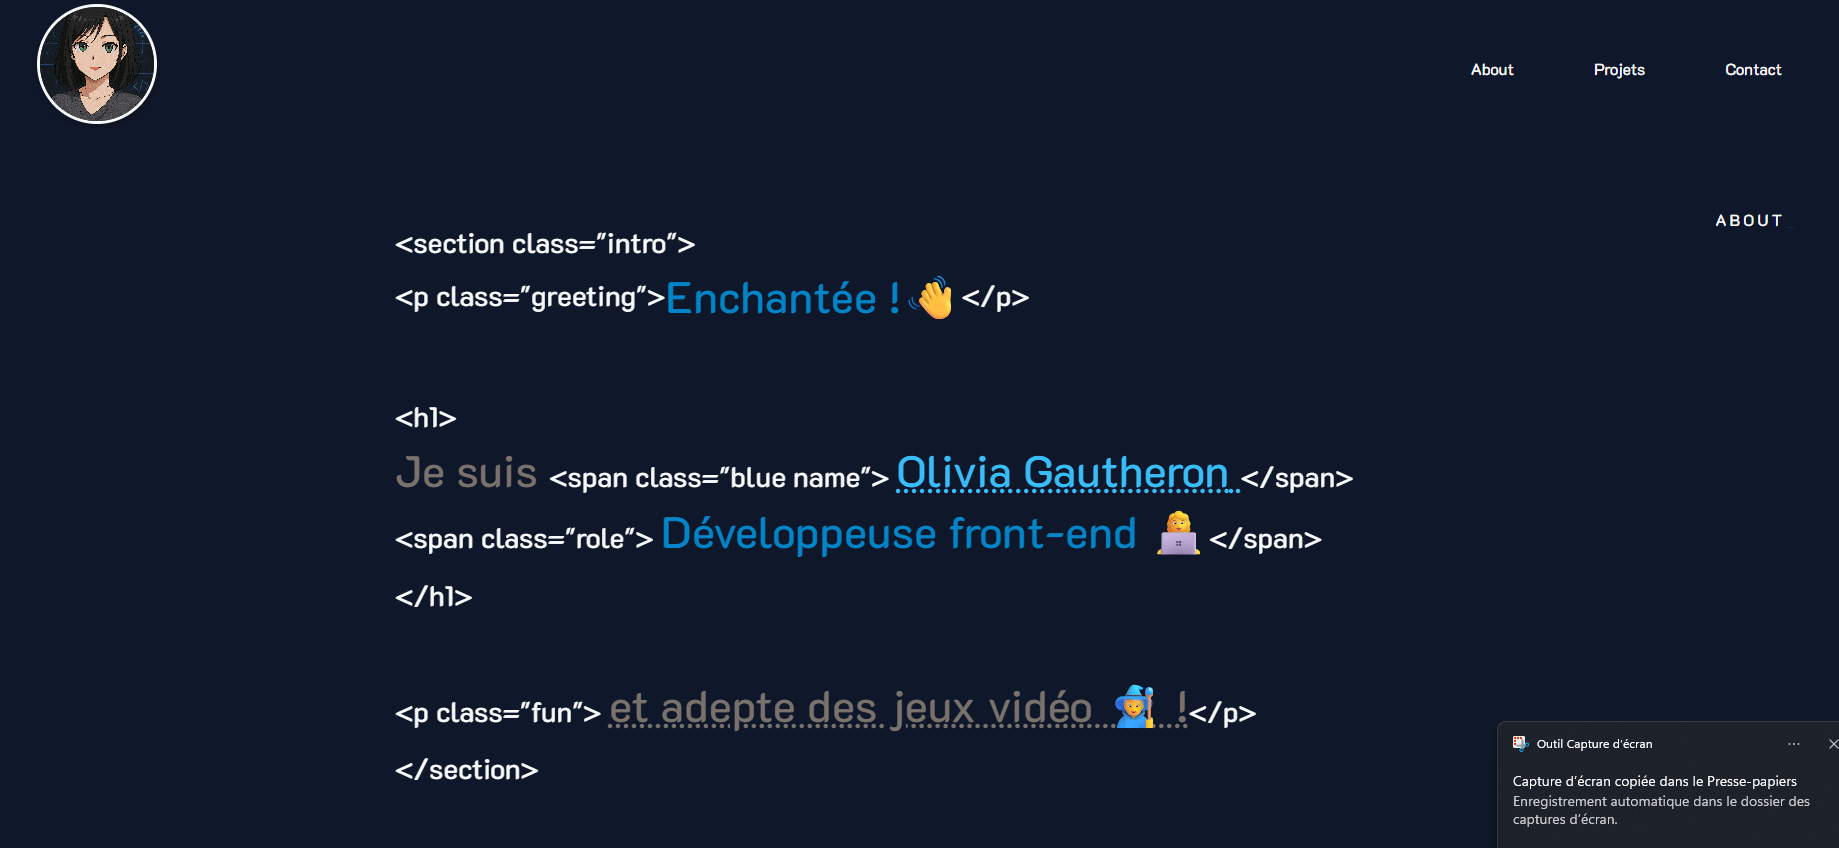 About Projets Contact
ABOUT
<section class="intro">
<p class="greeting">Enchantée ! 👋 </p>
<h1>
Je suis <span class="blue name"> Olivia Gautheron </span>
<span class="role"> Développeuse front-end 👩‍💻 </span>
</h1>
<p class="fun"> et adepte des jeux vidéo 🧙 !</p>
</section>
Outil Capture d'écran
Capture d'écran copiée dans le Presse-papiers
Enregistrement automatique dans le dossier des
captures d'écran.